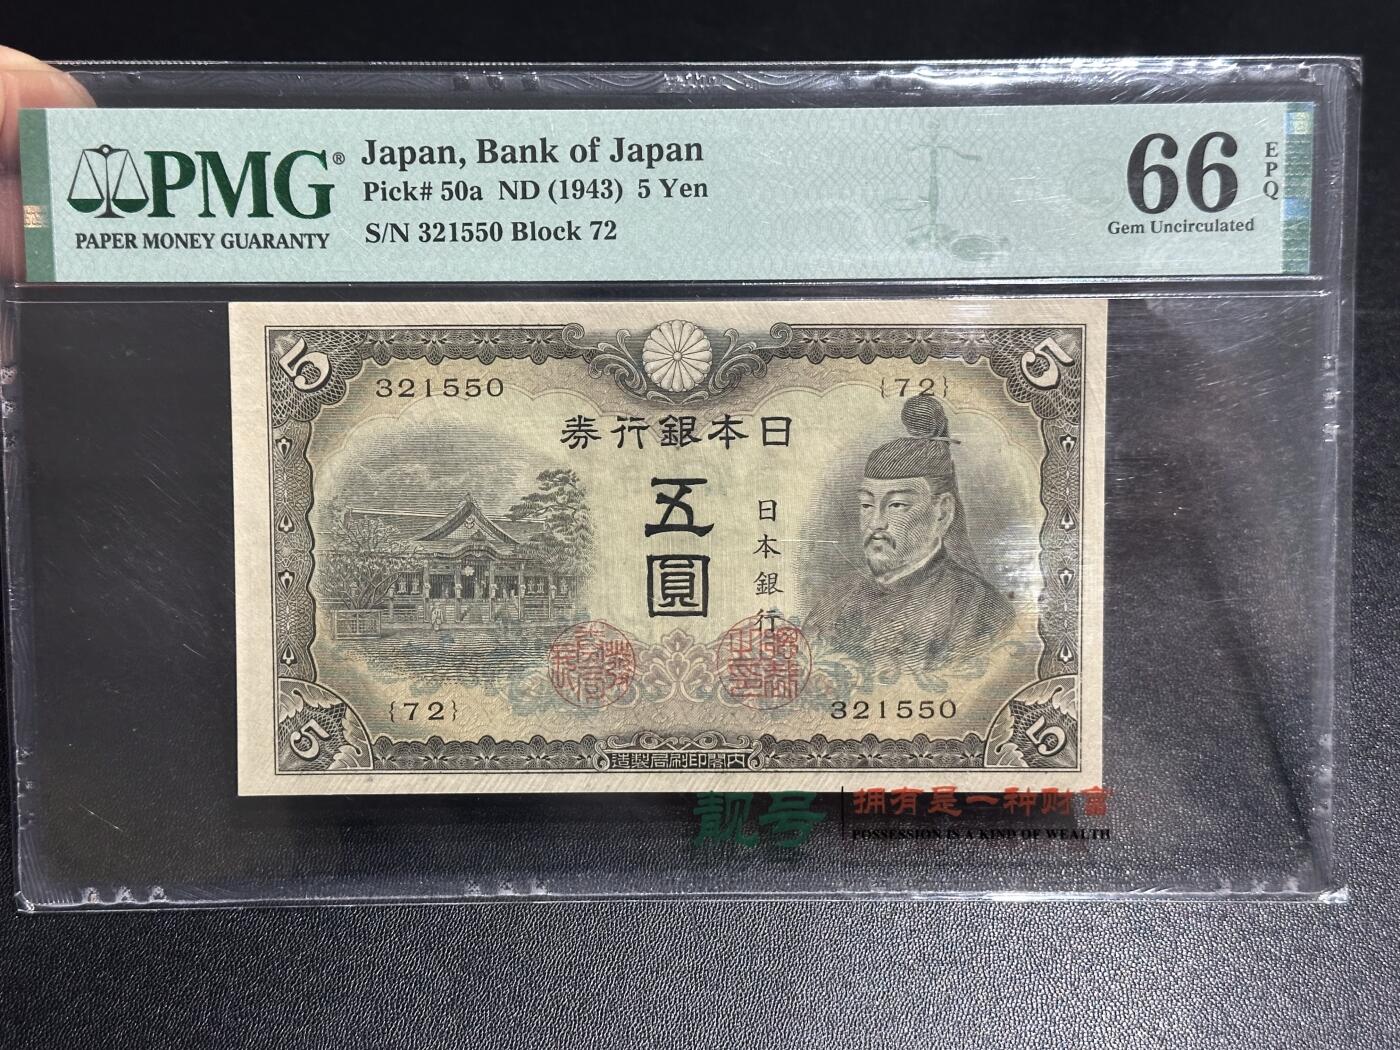 PMG®
PAPER MONEY GUARANTY
Japan, Bank of Japan
Pick# 50a ND (1943) 5 Yen
S/N 321550 Block 72
66
EPQ
Gem Uncirculated
5
5
321550
{72}
券行銀本日
五圓
日本銀行
{72}
321550
5
5
造製局刷印閣内
靓号
拥有是一种财富
POSSESSION IS A KIND OF WEALTH